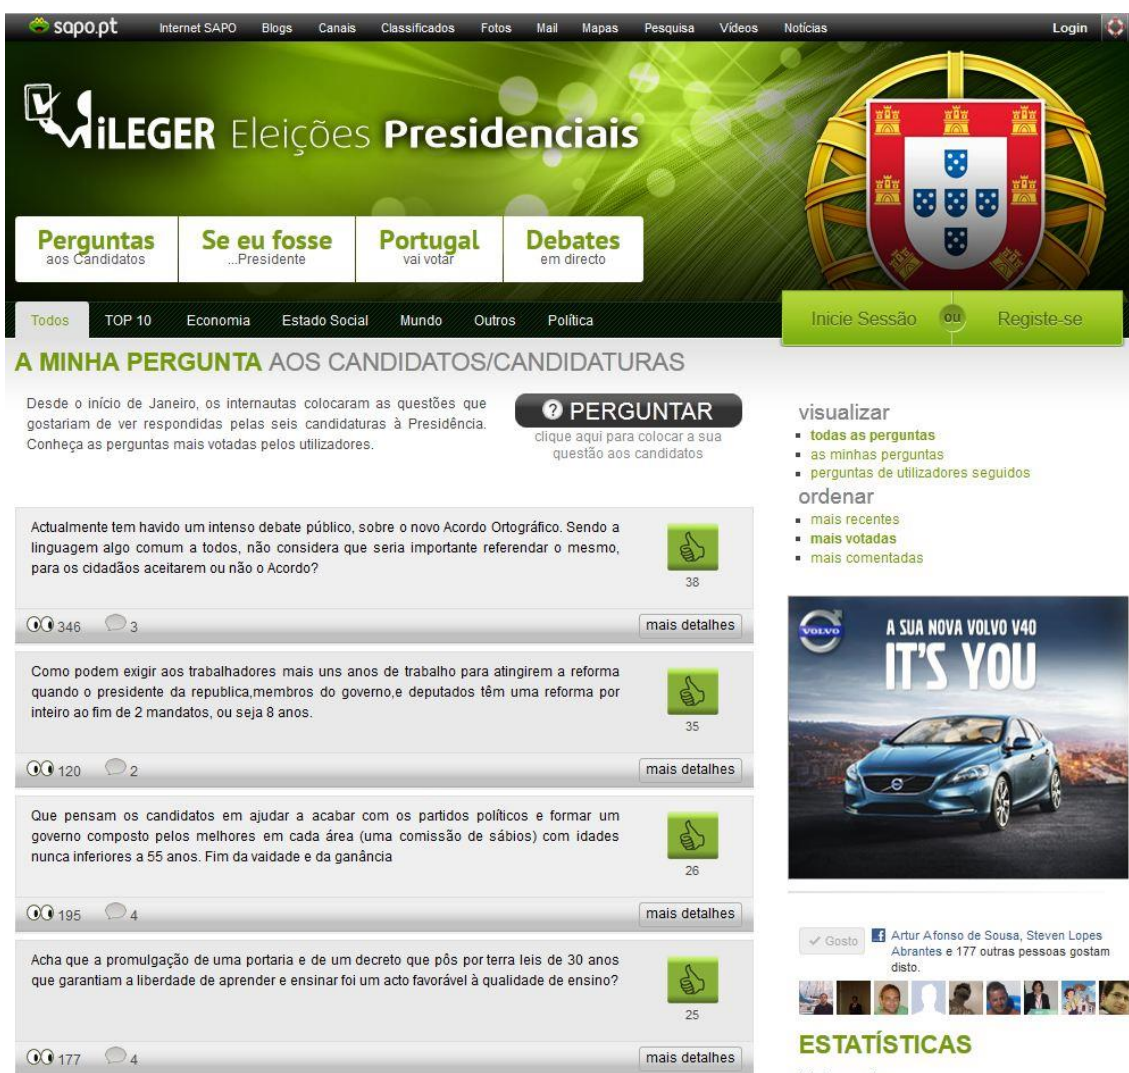 sapo.pt Internet SAPO Blogs Canais Classificados Fotos Mail Mapas Pesquisa Vídeos Notícias Login
ViLEGER Eleições Presidenciais
Perguntas Se eu fosse Portugal Debates
aos Candidatos ...Presidente vai votar em directo
Todos TOP 10 Economia Estado Social Mundo Outros Política
Inicie Sessão ou Registe-se
A MINHA PERGUNTA AOS CANDIDATOS/CANDIDATURAS
Desde o início de Janeiro, os internautas colocaram as questões que
gostariam de ver respondidas pelas seis candidaturas à Presidência.
Conheça as perguntas mais votadas pelos utilizadores.
? PERGUNTAR
clique aqui para colocar a sua
questão aos candidatos
Actualmente tem havido um intenso debate público, sobre o novo Acordo Ortográfico. Sendo a
linguagem algo comum a todos, não considera que seria importante referendar o mesmo,
para os cidadãos aceitarem ou não o Acordo?
38
346 3 mais detalhes
Como podem exigir aos trabalhadores mais uns anos de trabalho para atingirem a reforma
quando o presidente da republica,membros do governo,e deputados têm uma reforma por
inteiro ao fim de 2 mandatos, ou seja 8 anos.
35
120 2 mais detalhes
Que pensam os candidatos em ajudar a acabar com os partidos políticos e formar um
governo composto pelos melhores em cada área (uma comissão de sábios) com idades
nunca inferiores a 55 anos. Fim da vaidade e da ganância
26
195 4 mais detalhes
Acha que a promulgação de uma portaria e de um decreto que pôs por terra leis de 30 anos
que garantiam a liberdade de aprender e ensinar foi um acto favorável à qualidade de ensino?
25
177 4 mais detalhes
visualizar
todas as perguntas
as minhas perguntas
perguntas de utilizadores seguidos
ordenar
mais recentes
mais votadas
mais comentadas
VOLVO
A SUA NOVA VOLVO V40
IT'S YOU
Gosto
Artur Afonso de Sousa, Steven Lopes
Abrantes e 177 outras pessoas gostam
disto.
ESTATÍSTICAS